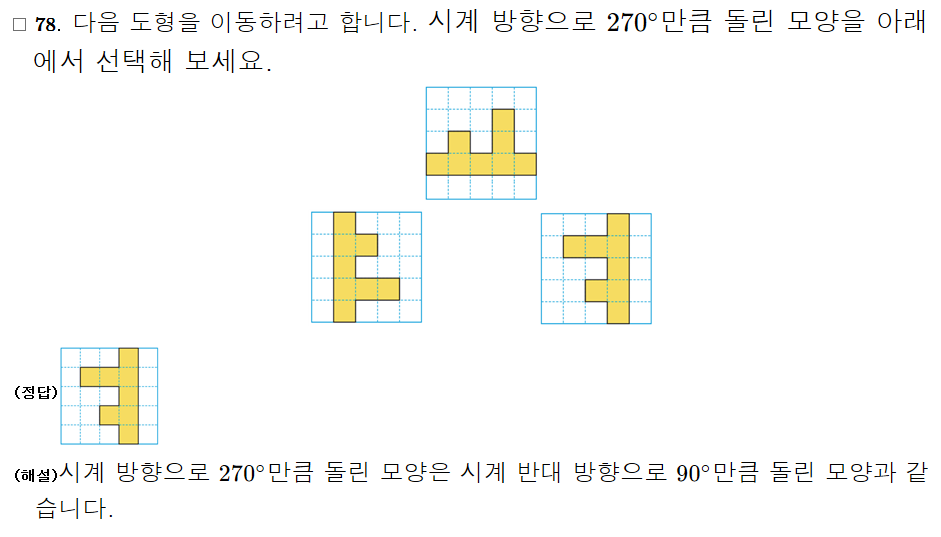 □ 78. 다음 도형을 이동하려고 합니다. 시계 방향으로 270°만큼 돌린 모양을 아래
에서 선택해 보세요.
(정답)
(해설)시계 방향으로 270°만큼 돌린 모양은 시계 반대 방향으로 90°만큼 돌린 모양과 같
습니다.